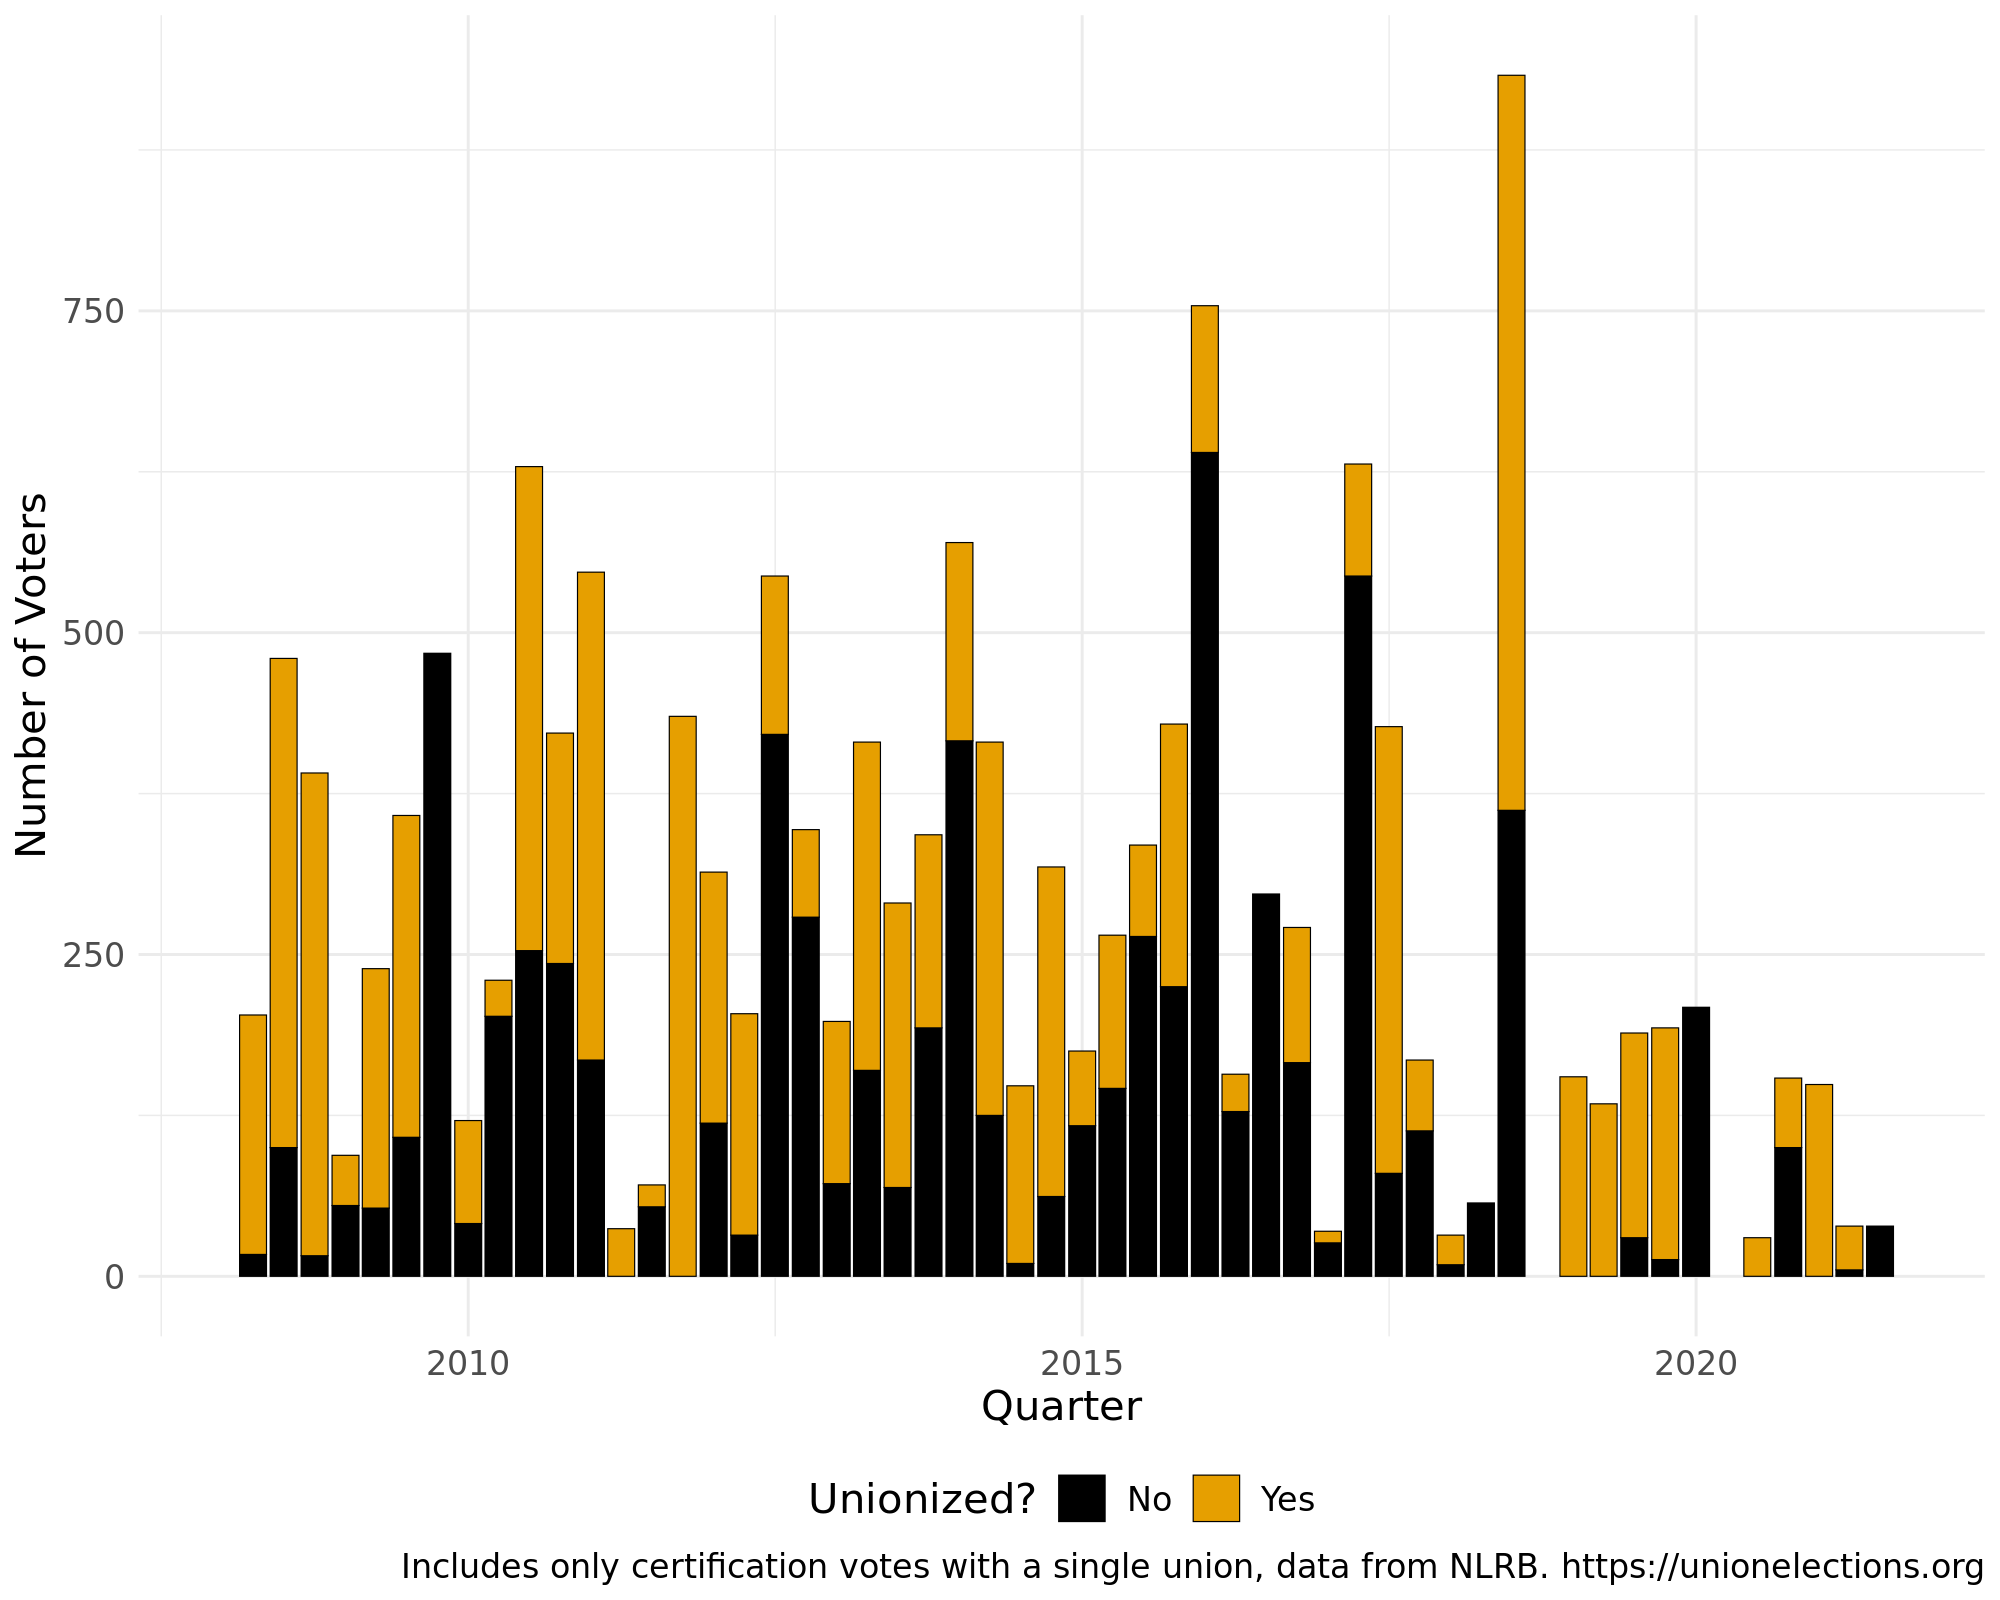 Number of Voters
750
500
250
0
2010 2015 2020
Quarter
Unionized? No Yes
Includes only certification votes with a single union, data from NLRB. https://unionelections.org